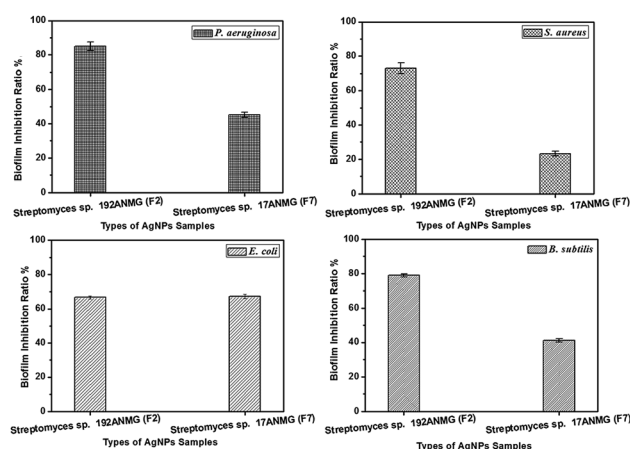 P. aeruginosa
Biofilm Inhibition Ratio %
100
80
60
40
20
0
Streptomyces sp. 192ANMG (F2)
Streptomyces sp. 17ANMG (F7)
Types of AgNPs Samples
S. aureus
Biofilm Inhibition Ratio %
100
80
60
40
20
0
Streptomyces sp. 192ANMG (F2)
Streptomyces sp. 17ANMG (F7)
Types of AgNPs Samples
E. coli
Biofilm Inhibition Ratio %
100
80
60
40
20
0
Streptomyces sp. 192ANMG (F2)
Streptomyces sp. 17ANMG (F7)
Types of AgNPs Samples
B. subtilis
Biofilm Inhibition Ratio %
100
80
60
40
20
0
Streptomyces sp. 192ANMG (F2)
Streptomyces sp. 17ANMG (F7)
Types of AgNPs Samples